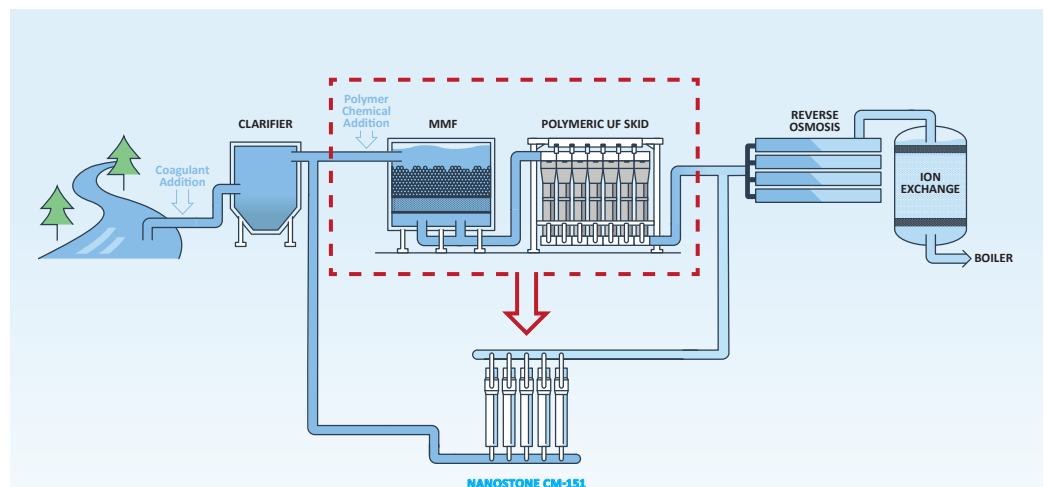 Coagulant
Addition
CLARIFIER
Polymer
Chemical
Addition
MMF
POLYMERIC UF SKID
REVERSE
OSMOSIS
ION
EXCHANGE
BOILER
NANOSTONE CM-151